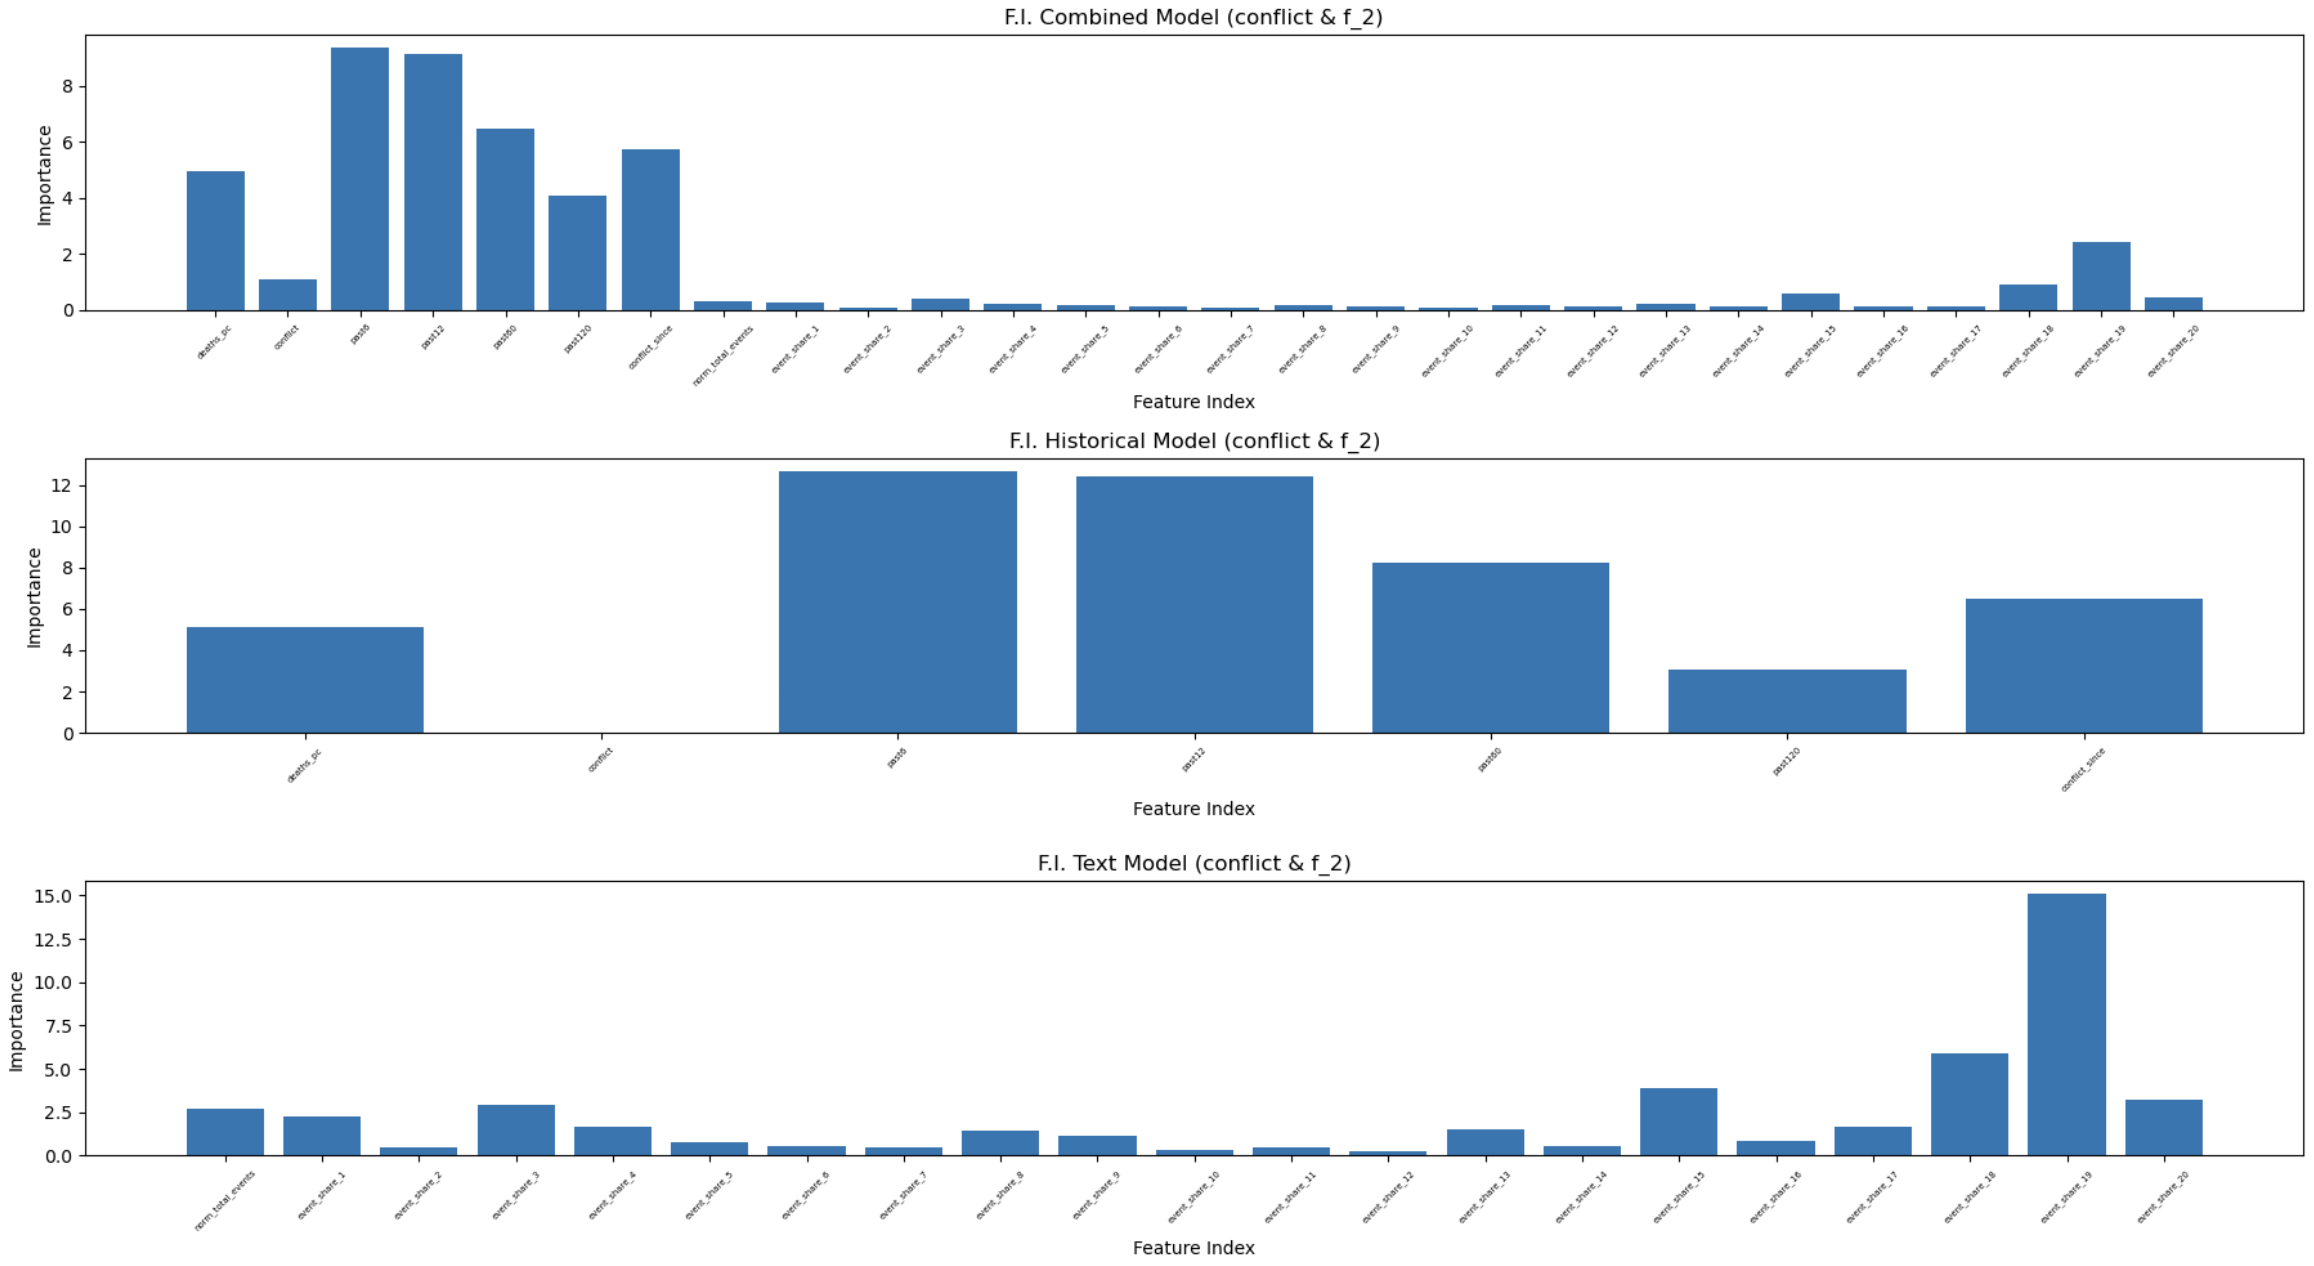 F.I. Combined Model (conflict & f_2)
8
6
4
2
0
Importance
deaths_pc
conflict
past6
past12
past60
past120
conflict_since
norm_total_events
event_share_1
event_share_2
event_share_3
event_share_4
event_share_5
event_share_6
event_share_7
event_share_8
event_share_9
event_share_10
event_share_11
event_share_12
event_share_13
event_share_14
event_share_15
event_share_16
event_share_17
event_share_18
event_share_19
event_share_20
Feature Index
F.I. Historical Model (conflict & f_2)
12
10
8
6
4
2
0
Importance
deaths_pc
conflict
past6
past12
past60
past120
conflict_since
Feature Index
F.I. Text Model (conflict & f_2)
15.0
12.5
10.0
7.5
5.0
2.5
0.0
Importance
norm_total_events
event_share_1
event_share_2
event_share_3
event_share_4
event_share_5
event_share_6
event_share_7
event_share_8
event_share_9
event_share_10
event_share_11
event_share_12
event_share_13
event_share_14
event_share_15
event_share_16
event_share_17
event_share_18
event_share_19
event_share_20
Feature Index